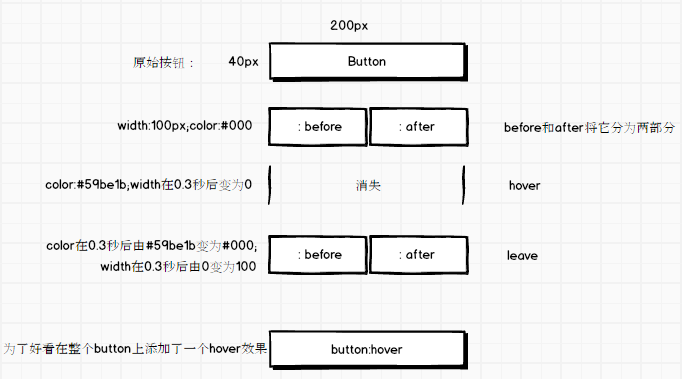 200px
原始按钮： 40px Button
width:100px;color:#000 : before : after before和after将它分为两部分
color:#59be1b;width在0.3秒后变为0 消失 hover
color在0.3秒后由#59be1b变为#000;
width在0.3秒后由0变为100 : before : after leave
为了好看在整个button上添加了一个hover效果 button:hover